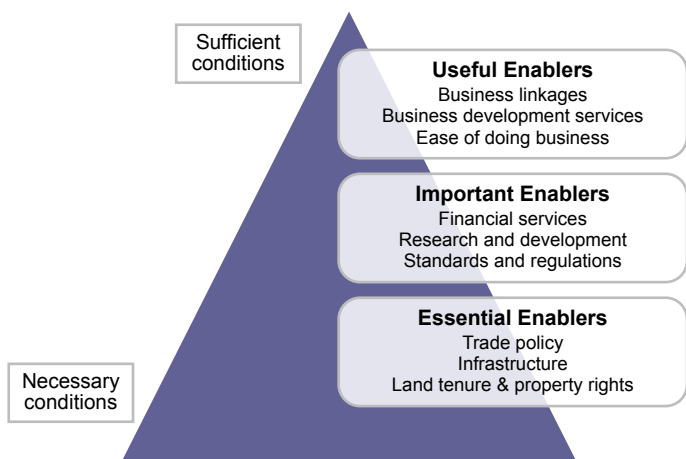 Sufficient
conditions
Useful Enablers
Business linkages
Business development services
Ease of doing business
Important Enablers
Financial services
Research and development
Standards and regulations
Essential Enablers
Trade policy
Infrastructure
Land tenure & property rights
Necessary
conditions